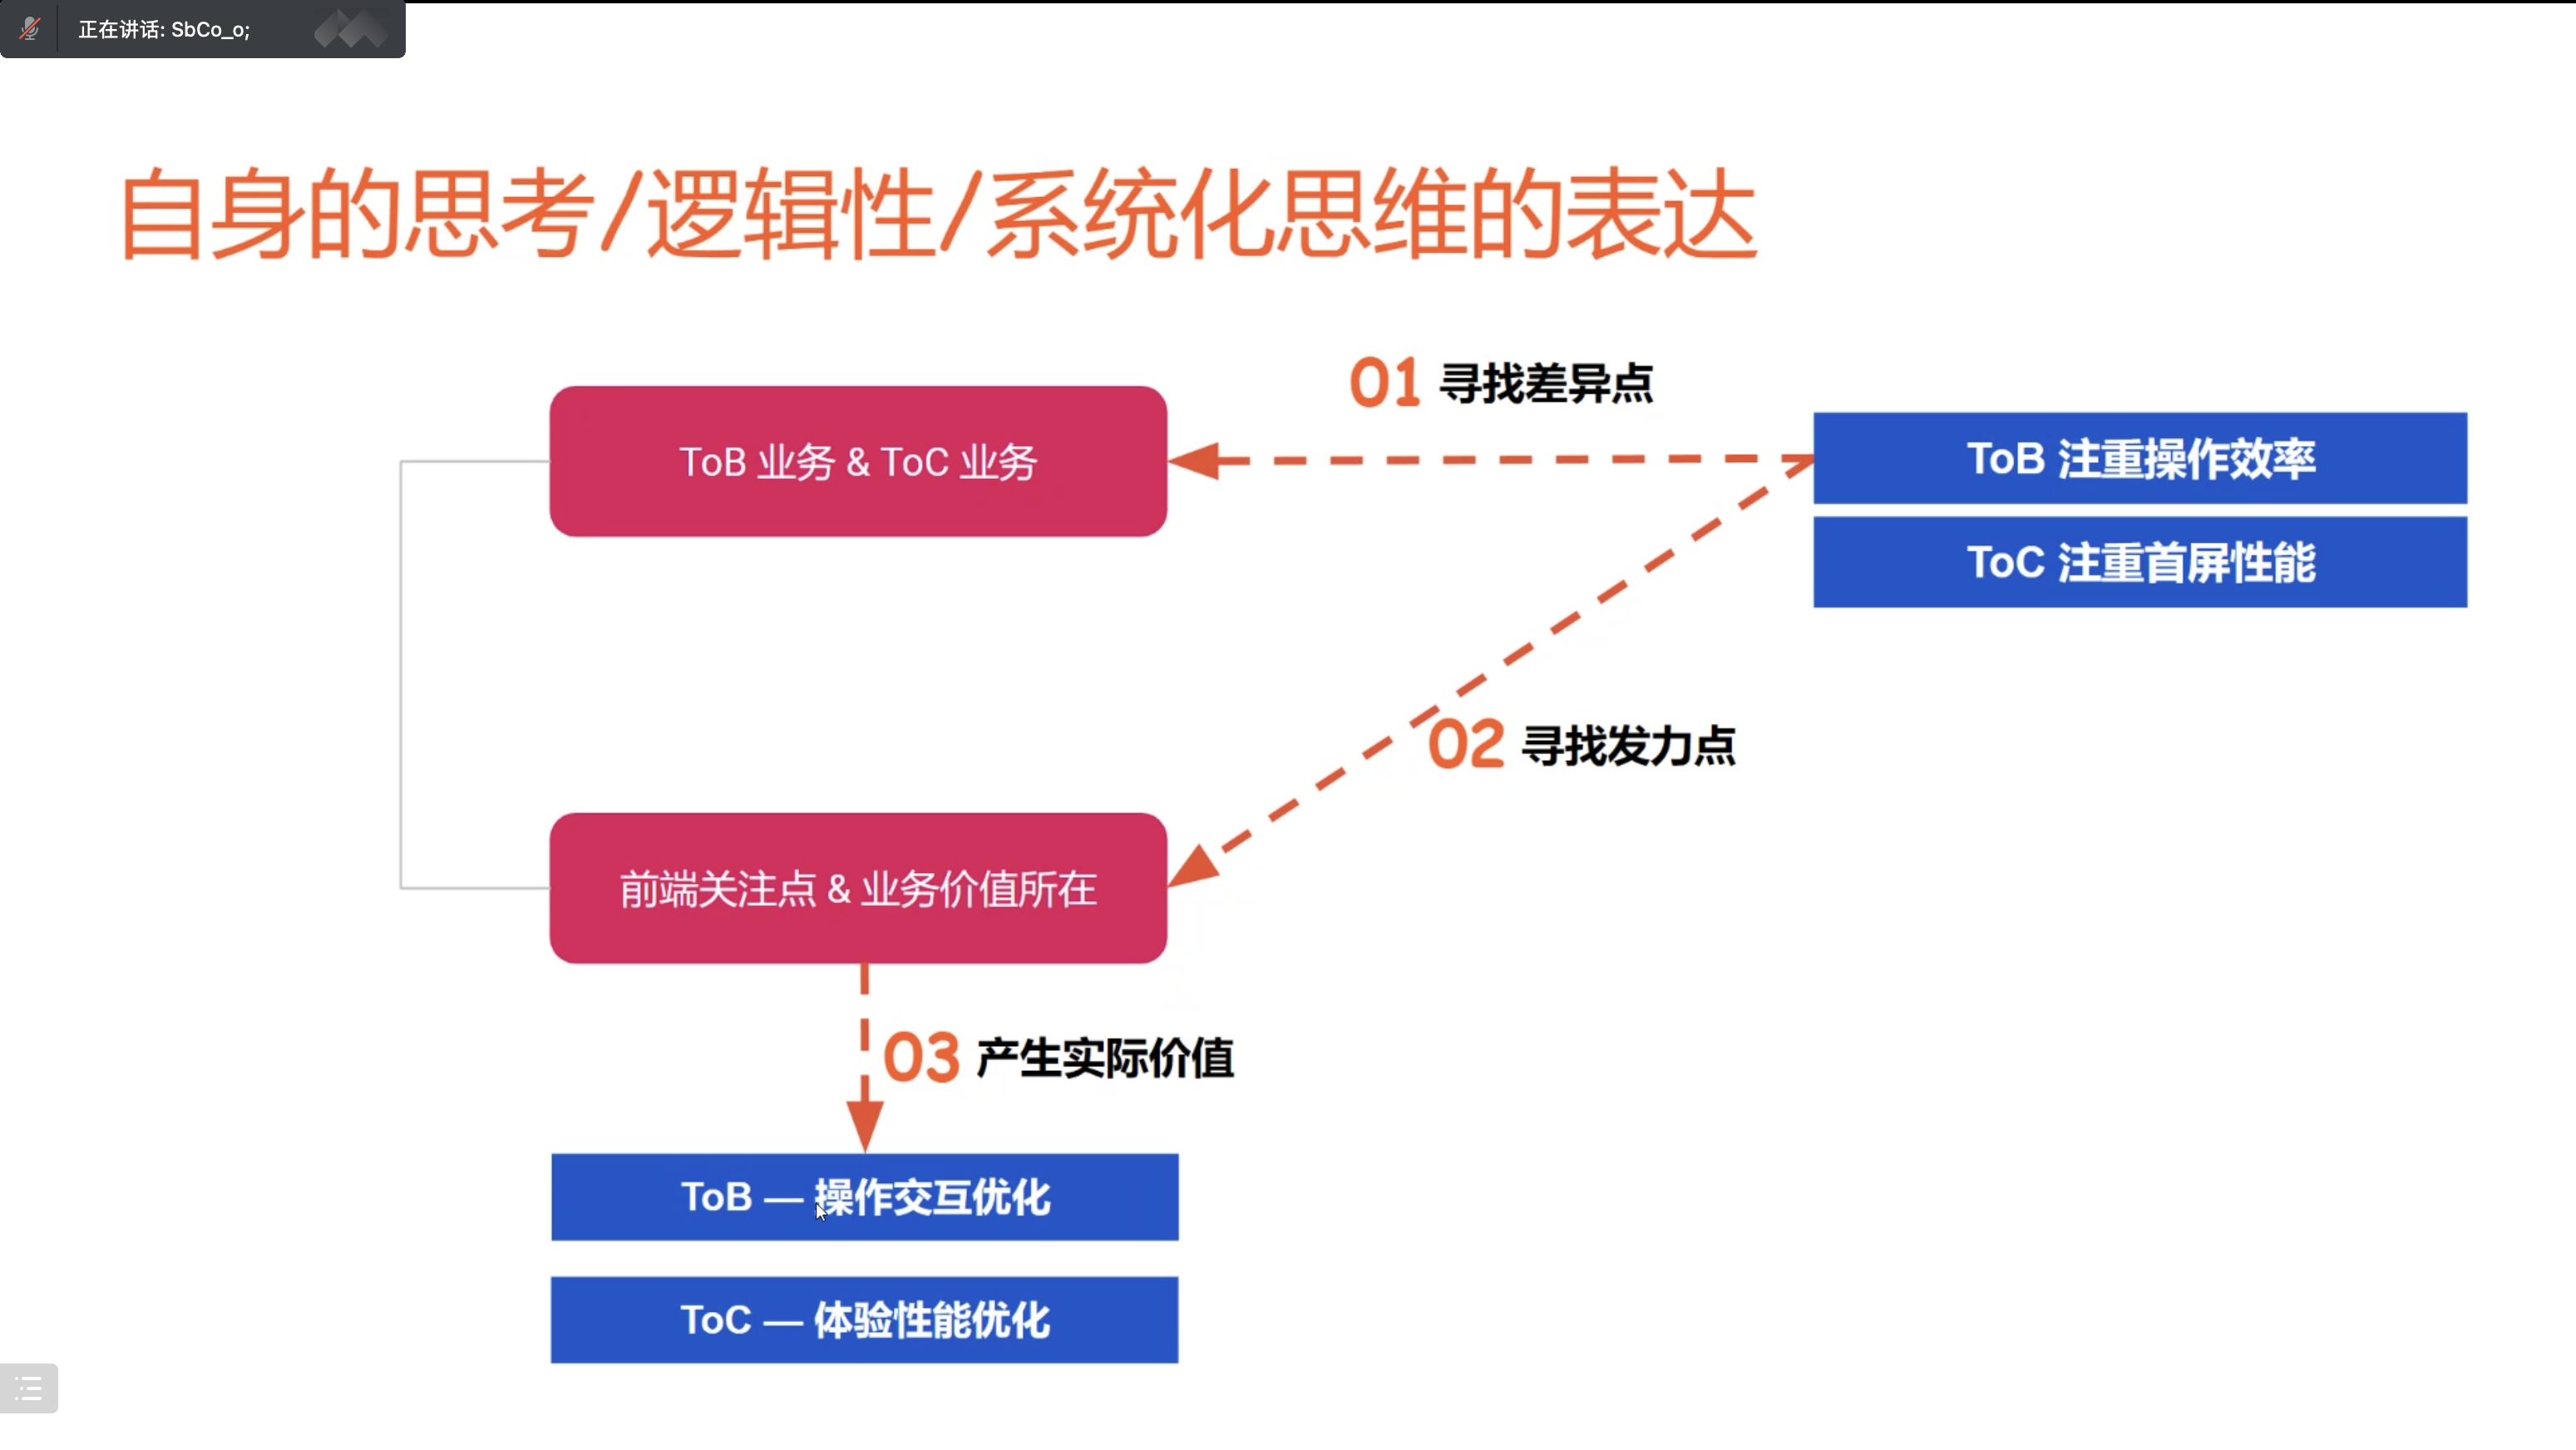 正在讲话: SbCo_o;
自身的思考/逻辑性/系统化思维的表达
01 寻找差异点
ToB 业务 & ToC 业务
ToB 注重操作效率
ToC 注重首屏性能
02 寻找发力点
前端关注点 & 业务价值所在
03 产生实际价值
ToB — 操作交互优化
ToC — 体验性能优化